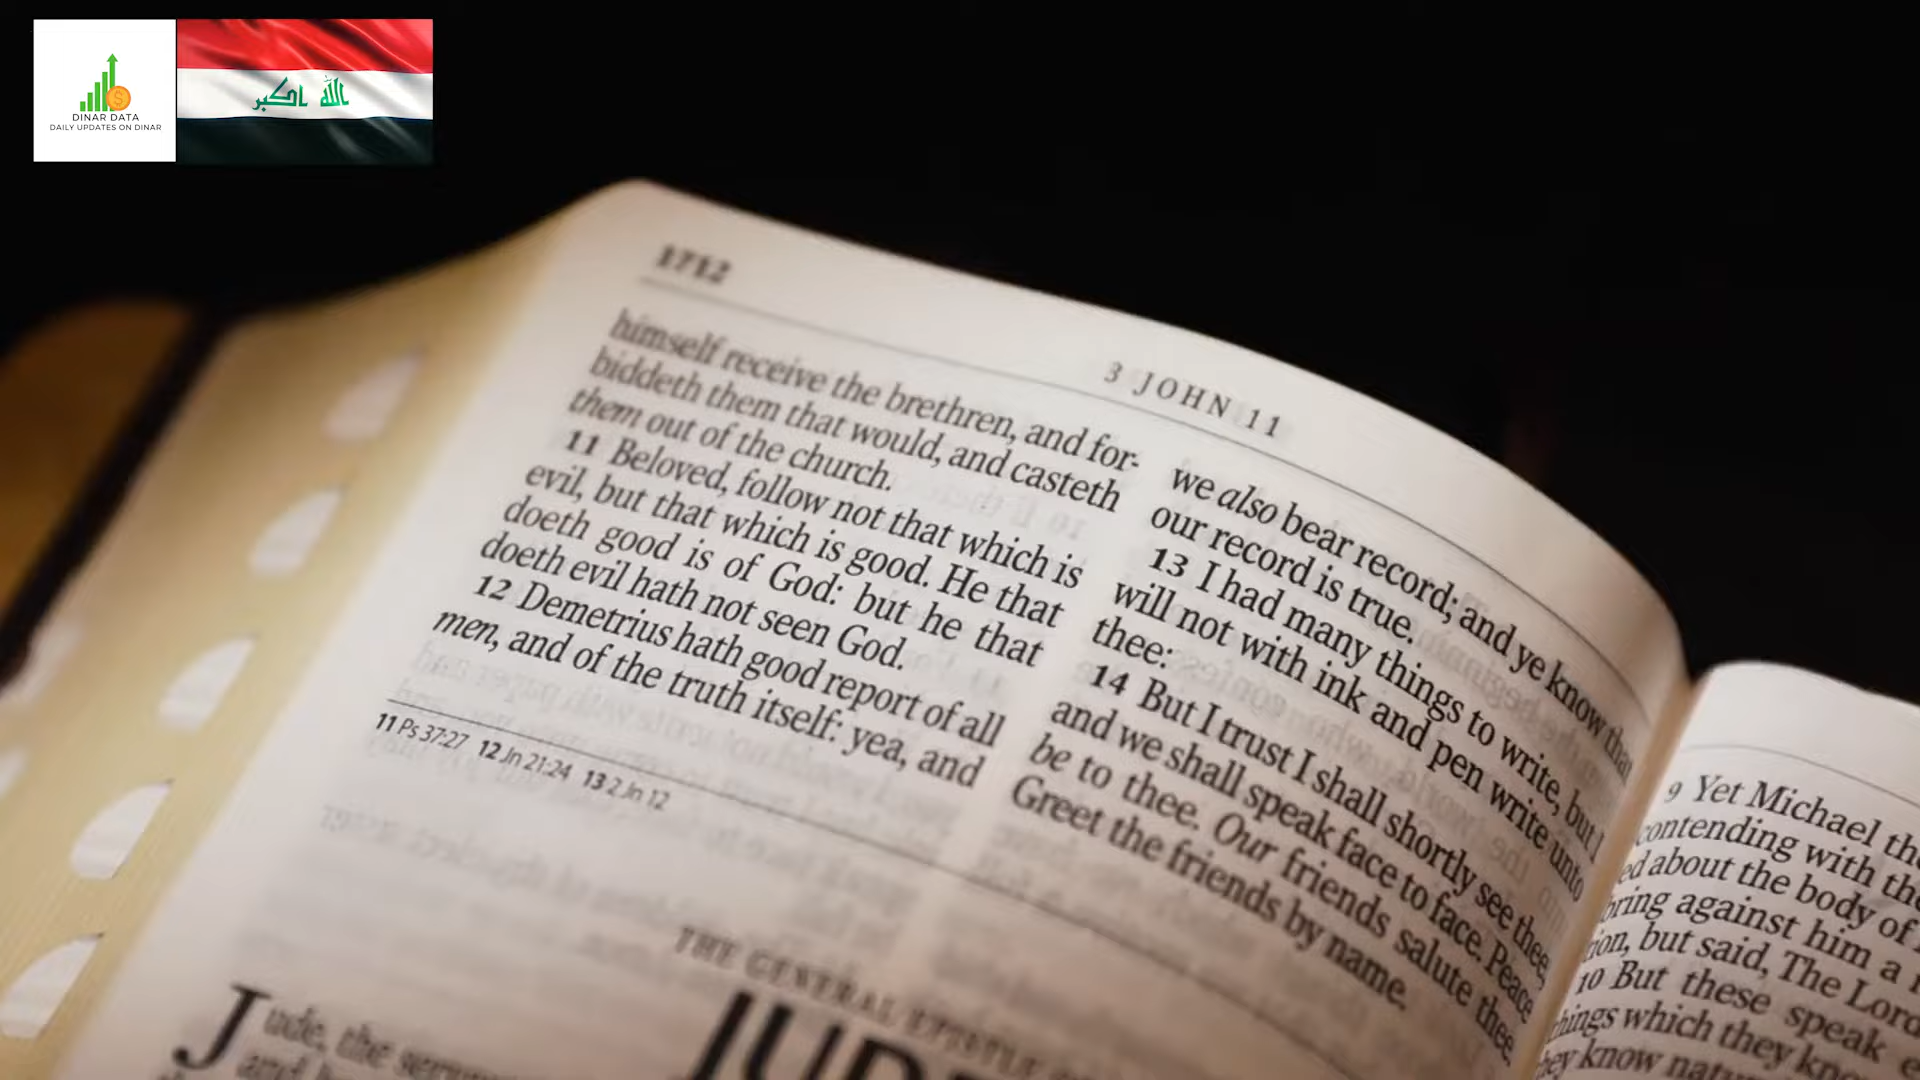 DINAR DATA
DAILY UPDATES ON DINAR
الله اكبر
1712
3 JOHN 11
himself receive the brethren, and for-
biddeth them that would, and casteth
them out of the church.
11 Beloved, follow not that which is
evil, but that which is good. He that
doeth good is of God: but he that
doeth evil hath not seen God.
12 Demetrius hath good report of all
men, and of the truth itself: yea, and
11 Ps 37:27 12 Jn 21:24 13 2 Jn 12
we also bear record; and ye know that
our record is true.
13 I had many things to write, but I
will not with ink and pen write unto
thee:
14 But I trust I shall shortly see thee,
and we shall speak face to face. Peace
be to thee. Our friends salute thee.
Greet the friends by name.
THE GENERAL EPISTLE
Jude, the
and
9 Yet Michael the
contending with the
about the body of
bring against him a
but said, The Lord
10 But these speak
things which they
they know